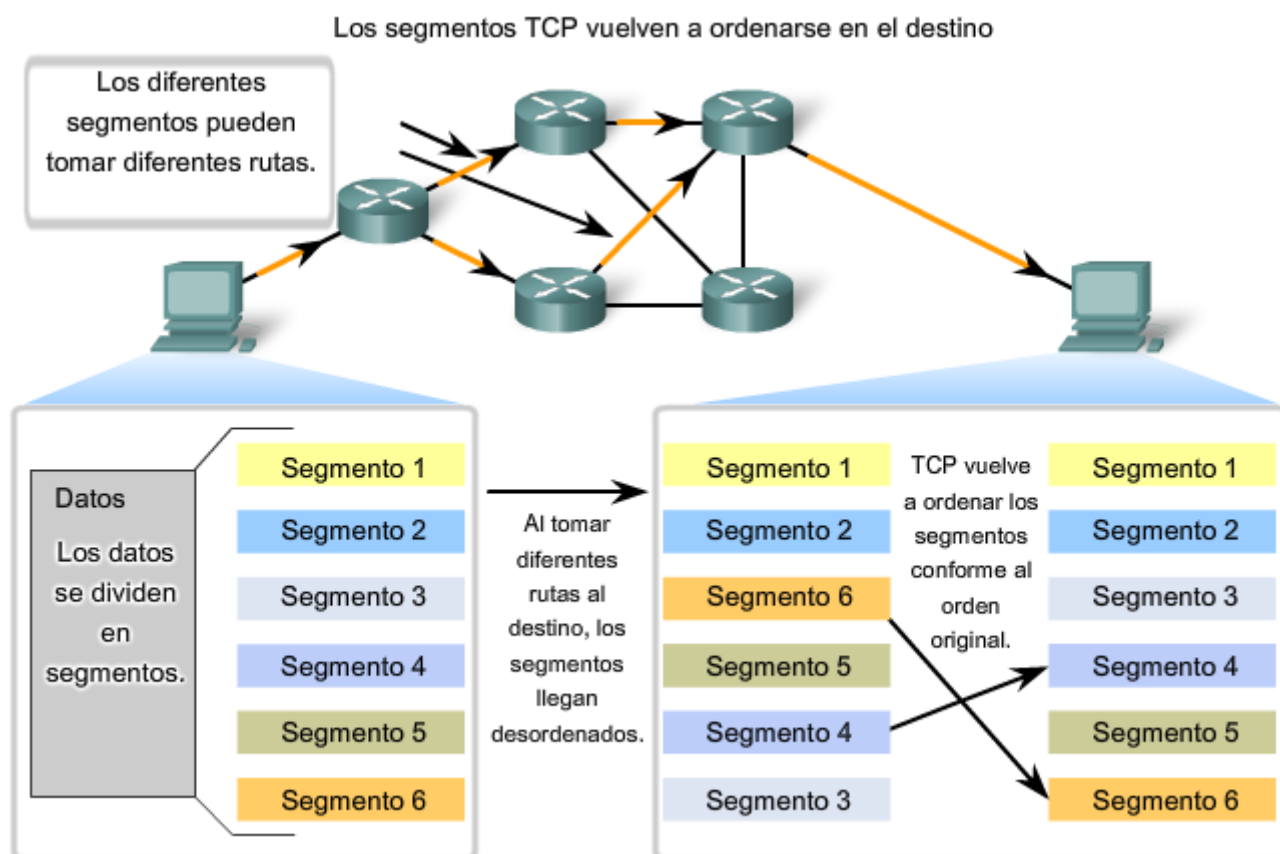 Los segmentos TCP vuelven a ordenarse en el destino
Los diferentes
segmentos pueden
tomar diferentes rutas.
Datos
Los datos
se dividen
en
segmentos.
Segmento 1
Segmento 2
Segmento 3
Segmento 4
Segmento 5
Segmento 6
Al tomar
diferentes
rutas al
destino, los
segmentos
llegan
desordenados.
Segmento 1
Segmento 2
Segmento 6
Segmento 5
Segmento 4
Segmento 3
TCP vuelve
a ordenar los
segmentos
conforme al
orden
original.
Segmento 1
Segmento 2
Segmento 3
Segmento 4
Segmento 5
Segmento 6